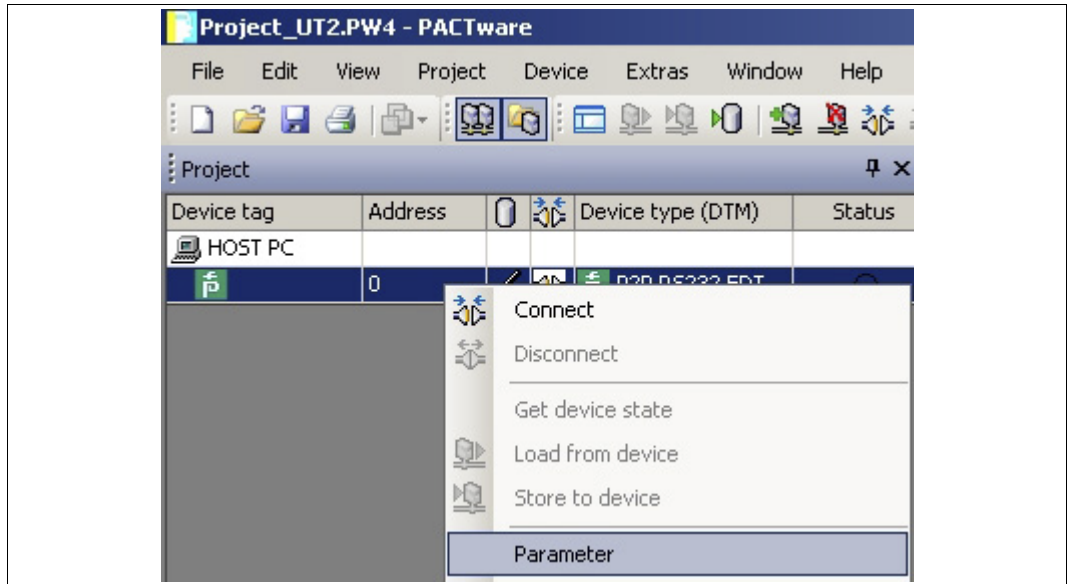 Project_UT2.PW4 - PACTware
File Edit View Project Device Extras Window Help
Project
Device tag Address Device type (DTM) Status
HOST PC
0
Connect
Disconnect
Get device state
Load from device
Store to device
Parameter